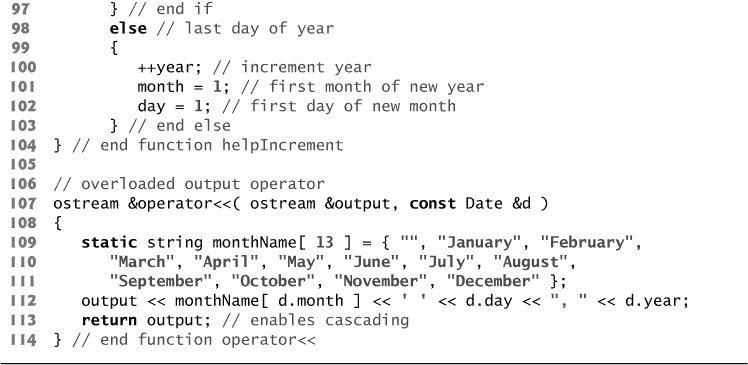 97 } // end if
98 else // last day of year
99 {
100 ++year; // increment year
101 month = 1; // first month of new year
102 day = 1; // first day of new month
103 } // end else
104 } // end function helpIncrement
105
106 // overloaded output operator
107 ostream &operator<<( ostream &output, const Date &d )
108 {
109 static string monthName[ 13 ] = { "", "January", "February",
110 "March", "April", "May", "June", "July", "August",
111 "September", "October", "November", "December" };
112 output << monthName[ d.month ] << ' ' << d.day << ", " << d.year;
113 return output; // enables cascading
114 } // end function operator<<